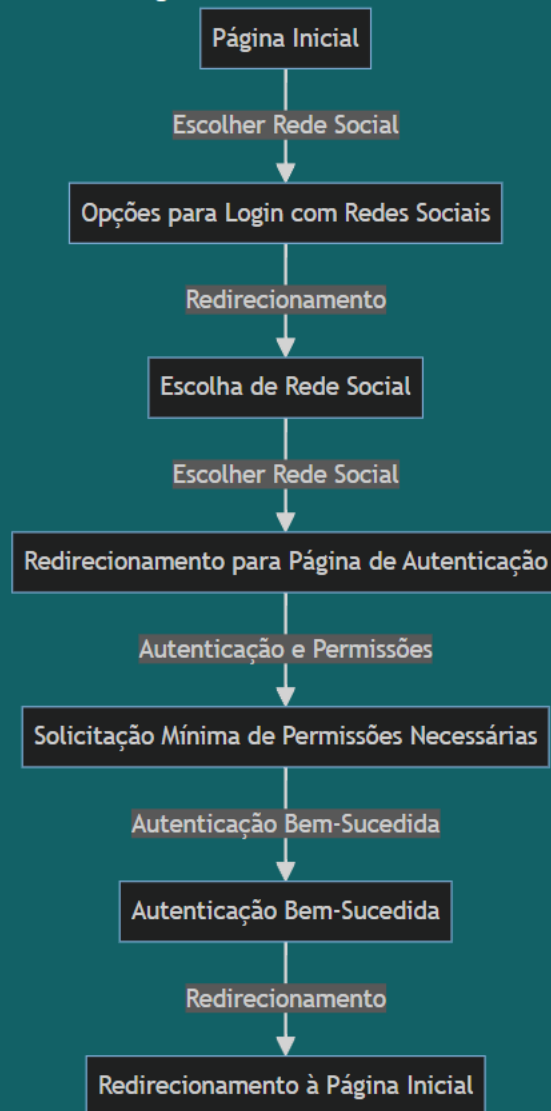 Página Inicial
Escolher Rede Social
Opções para Login com Redes Sociais
Redirecionamento
Escolha de Rede Social
Escolher Rede Social
Redirecionamento para Página de Autenticação
Autenticação e Permissões
Solicitação Mínima de Permissões Necessárias
Autenticação Bem-Sucedida
Autenticação Bem-Sucedida
Redirecionamento
Redirecionamento à Página Inicial